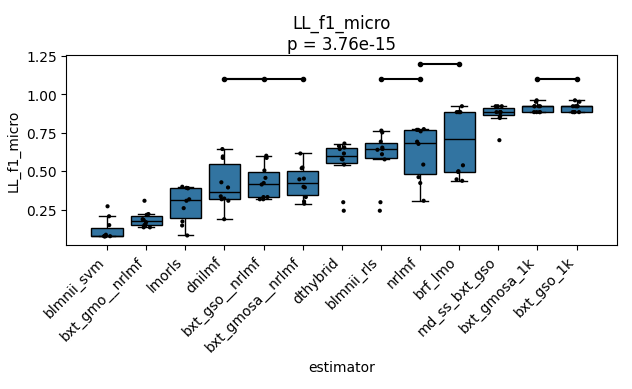 LL_f1_micro
p = 3.76e-15
LL_f1_micro
1.25
1.00
0.75
0.50
0.25
blmnii_svm
bxt_gmo__nrlmf
lmorls
dnilmf
bxt_gso__nrlmf
bxt_gmosa__nrlmf
dthybrid
blmnii_rls
nrlmf
brf_lmo
md_ss_bxt_gso
bxt_gmosa_1k
bxt_gso_1k
estimator